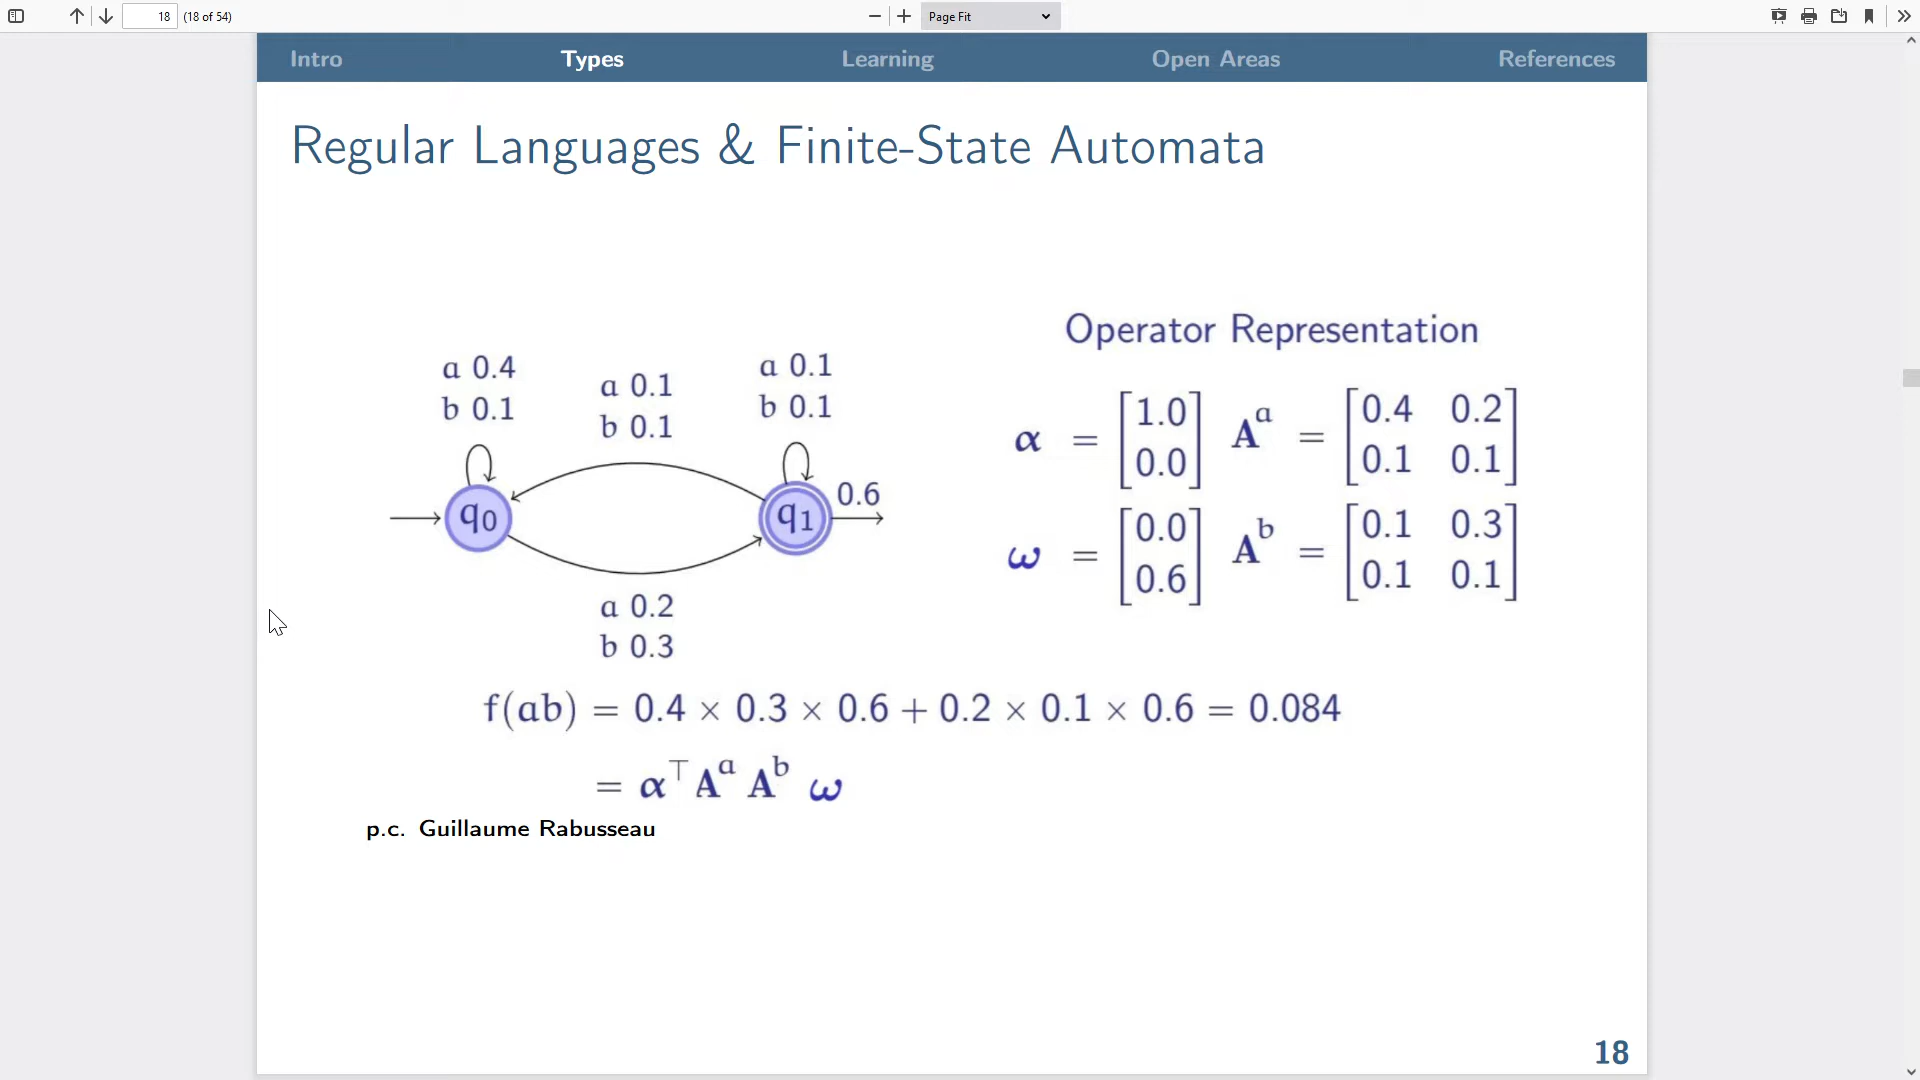 18 (18 of 54) Page Fit
Intro Types Learning Open Areas References
Regular Languages & Finite-State Automata
a 0.4
b 0.1
a 0.1
b 0.1
a 0.1
b 0.1
q0
q1
0.6
a 0.2
b 0.3
Operator Representation
α = [1.0 0.0] A^a = [0.4 0.2 0.1 0.1]
ω = [0.0 0.6] A^b = [0.1 0.3 0.1 0.1]
f(ab) = 0.4 × 0.3 × 0.6 + 0.2 × 0.1 × 0.6 = 0.084
= α^⊤ A^a A^b ω
p.c. Guillaume Rabusseau
18